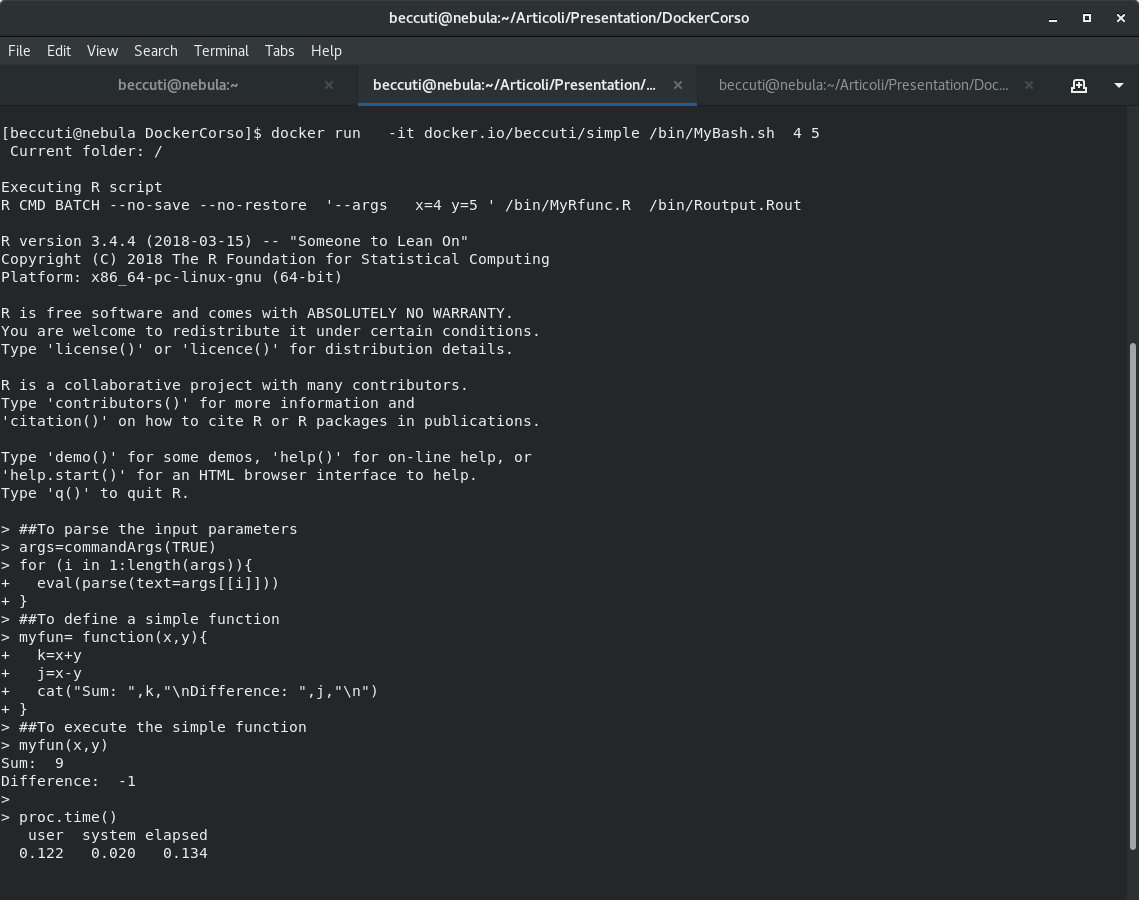 beccuti@nebula:~/Articoli/Presentation/DockerCorso
File Edit View Search Terminal Tabs Help
beccuti@nebula:~ beccuti@nebula:~/Articoli/Presentation/... beccuti@nebula:~/Articoli/Presentation/Doc...
[beccuti@nebula DockerCorso]$ docker run   -it docker.io/beccuti/simple /bin/MyBash.sh  4 5
 Current folder: /

Executing R script
R CMD BATCH --no-save --no-restore  '--args   x=4 y=5 ' /bin/MyRfunc.R  /bin/Routput.Rout

R version 3.4.4 (2018-03-15) -- "Someone to Lean On"
Copyright (C) 2018 The R Foundation for Statistical Computing
Platform: x86_64-pc-linux-gnu (64-bit)

R is free software and comes with ABSOLUTELY NO WARRANTY.
You are welcome to redistribute it under certain conditions.
Type 'license()' or 'licence()' for distribution details.

R is a collaborative project with many contributors.
Type 'contributors()' for more information and
'citation()' on how to cite R or R packages in publications.

Type 'demo()' for some demos, 'help()' for on-line help, or
'help.start()' for an HTML browser interface to help.
Type 'q()' to quit R.

> ##To parse the input parameters
> args=commandArgs(TRUE)
> for (i in 1:length(args)){
+   eval(parse(text=args[[i]]))
+ }
> ##To define a simple function
> myfun= function(x,y){
+   k=x+y
+   j=x-y
+   cat("Sum: ",k,"\nDifference: ",j,"\n")
+ }
> ##To execute the simple function
> myfun(x,y)
Sum:  9
Difference:  -1
>
> proc.time()
   user  system elapsed
  0.122   0.020   0.134